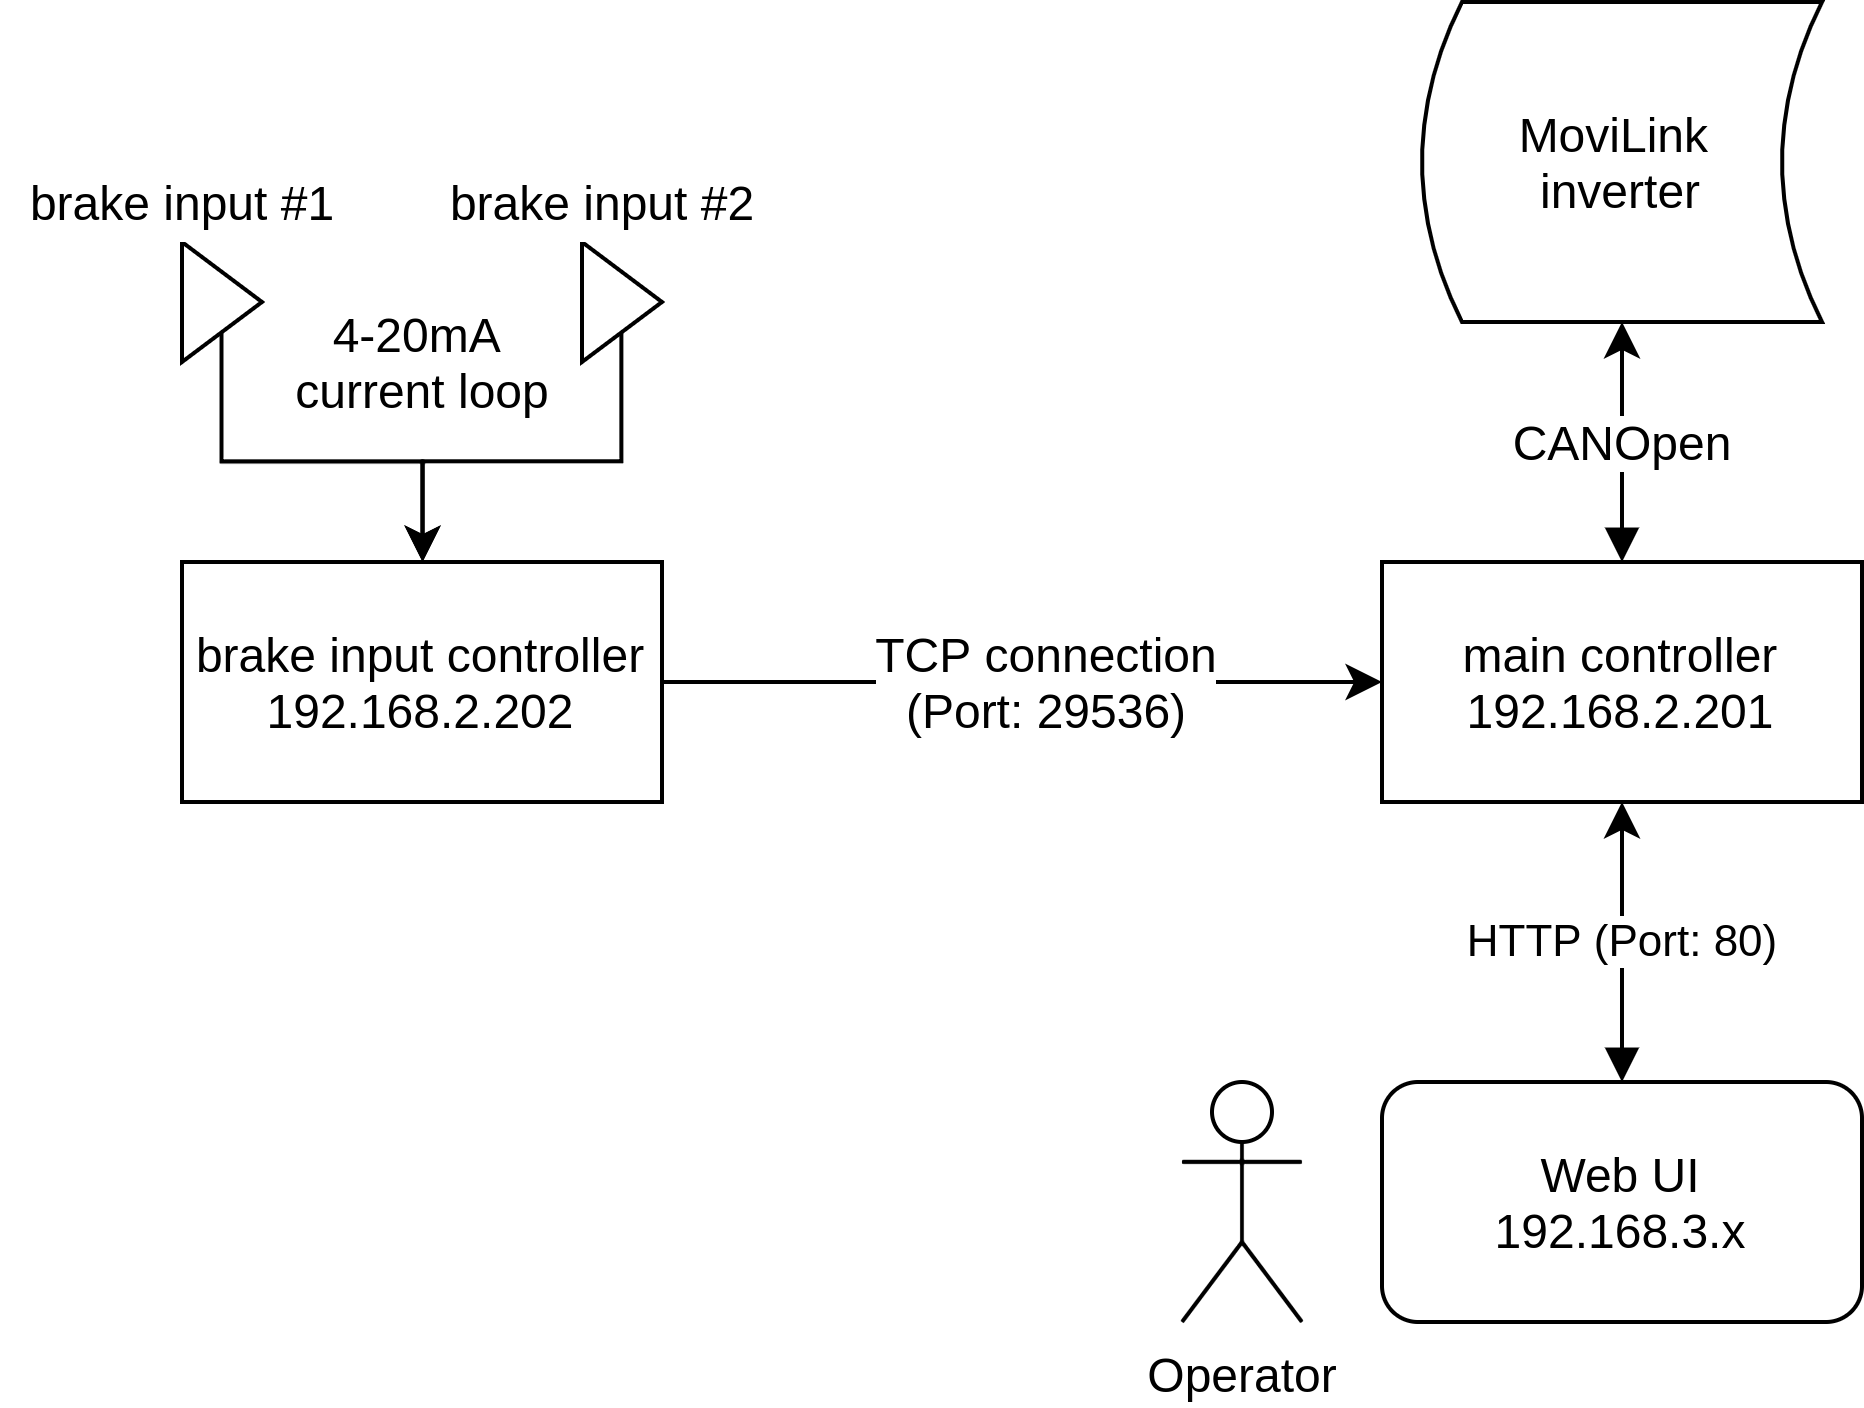 MoviLink
inverter
brake input #1
brake input #2
4-20mA
current loop
CANOpen
brake input controller
192.168.2.202
TCP connection
(Port: 29536)
main controller
192.168.2.201
HTTP (Port: 80)
Web UI
192.168.3.x
Operator